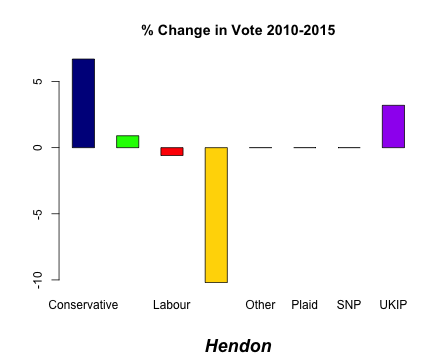 % Change in Vote 2010-2015
5
0
-5
-10
Conservative Labour Other Plaid SNP UKIP
Hendon